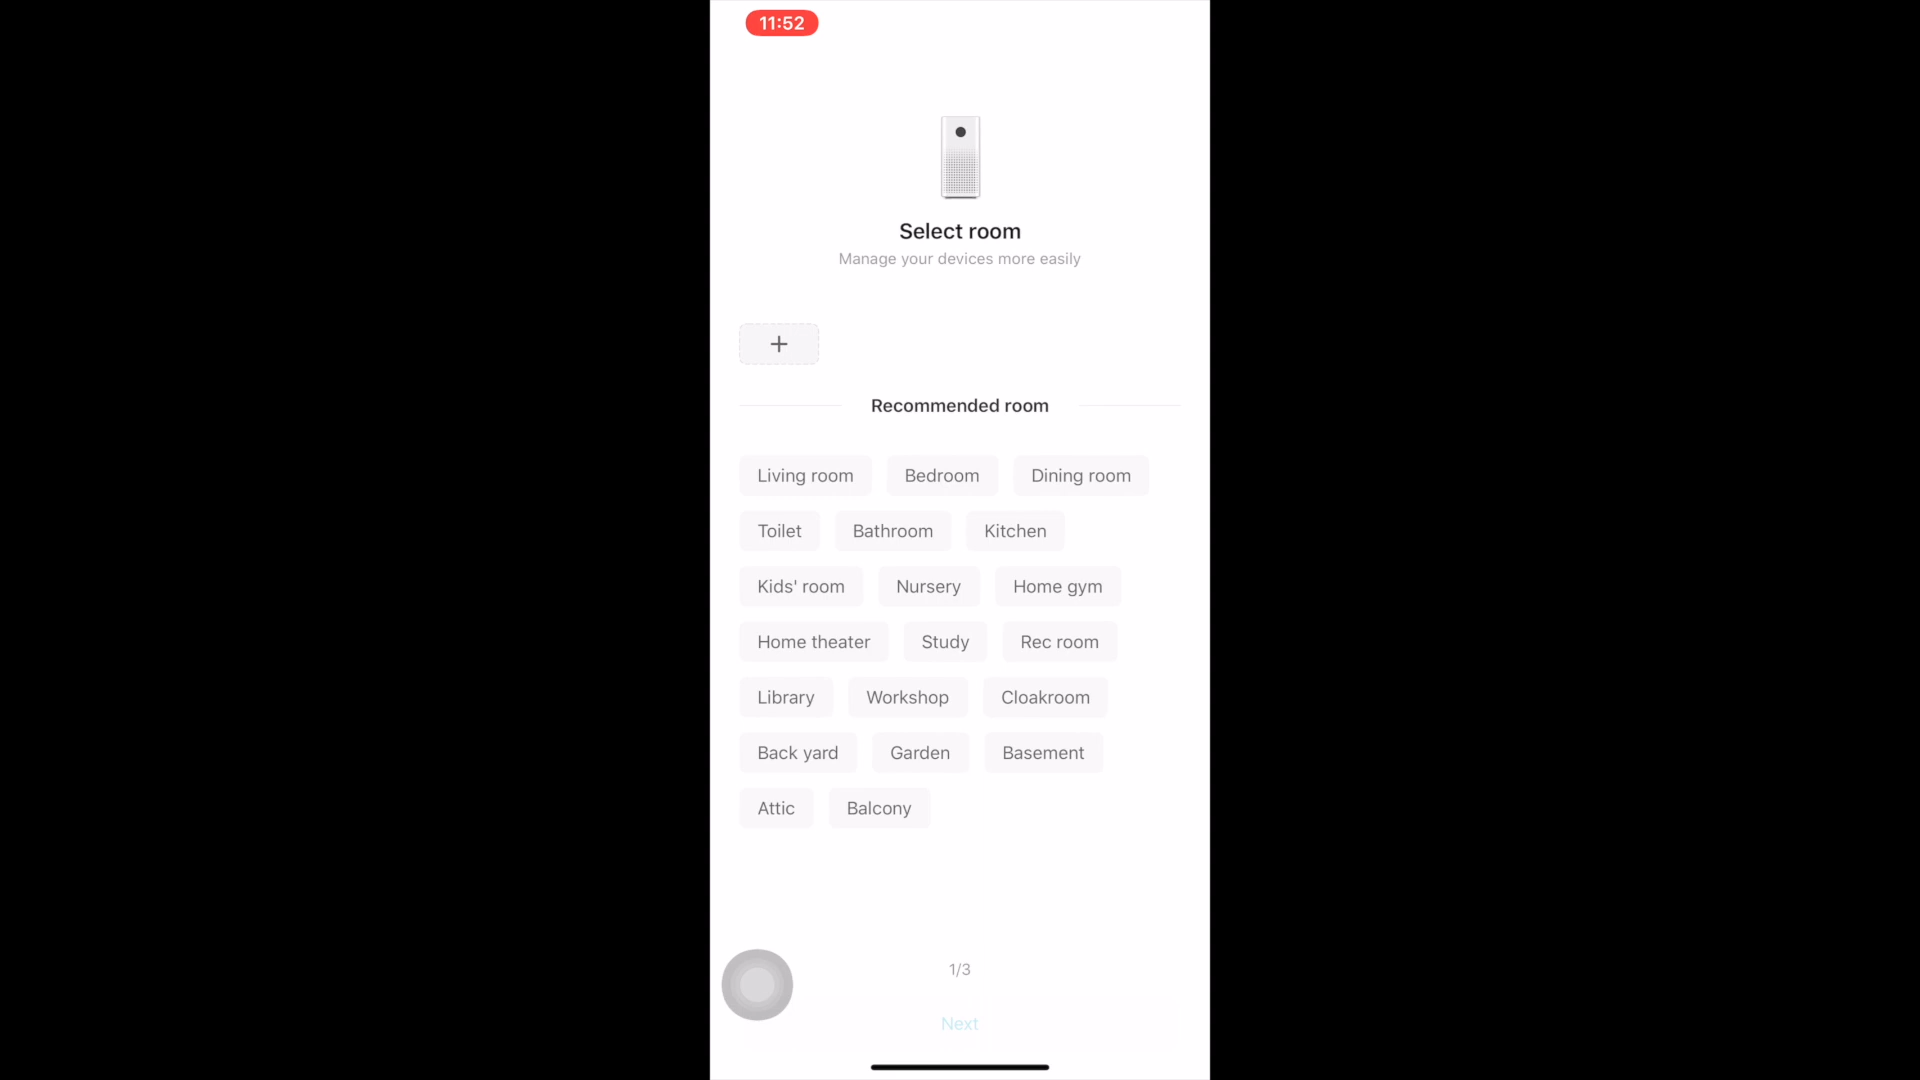 11:52
Select room
Manage your devices more easily
+
Recommended room
Living room Bedroom Dining room
Toilet Bathroom Kitchen
Kids' room Nursery Home gym
Home theater Study Rec room
Library Workshop Cloakroom
Back yard Garden Basement
Attic Balcony
1/3
Next